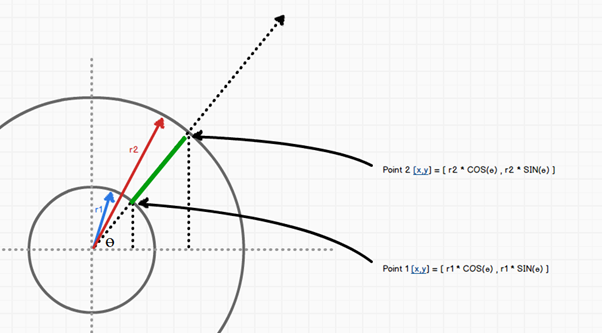 r2
Point 2 [x,y] = [ r2 * COS(ɵ) , r2 * SIN(ɵ) ]
r1
ɵ
Point 1 [x,y] = [ r1 * COS(ɵ) , r1 * SIN(ɵ) ]